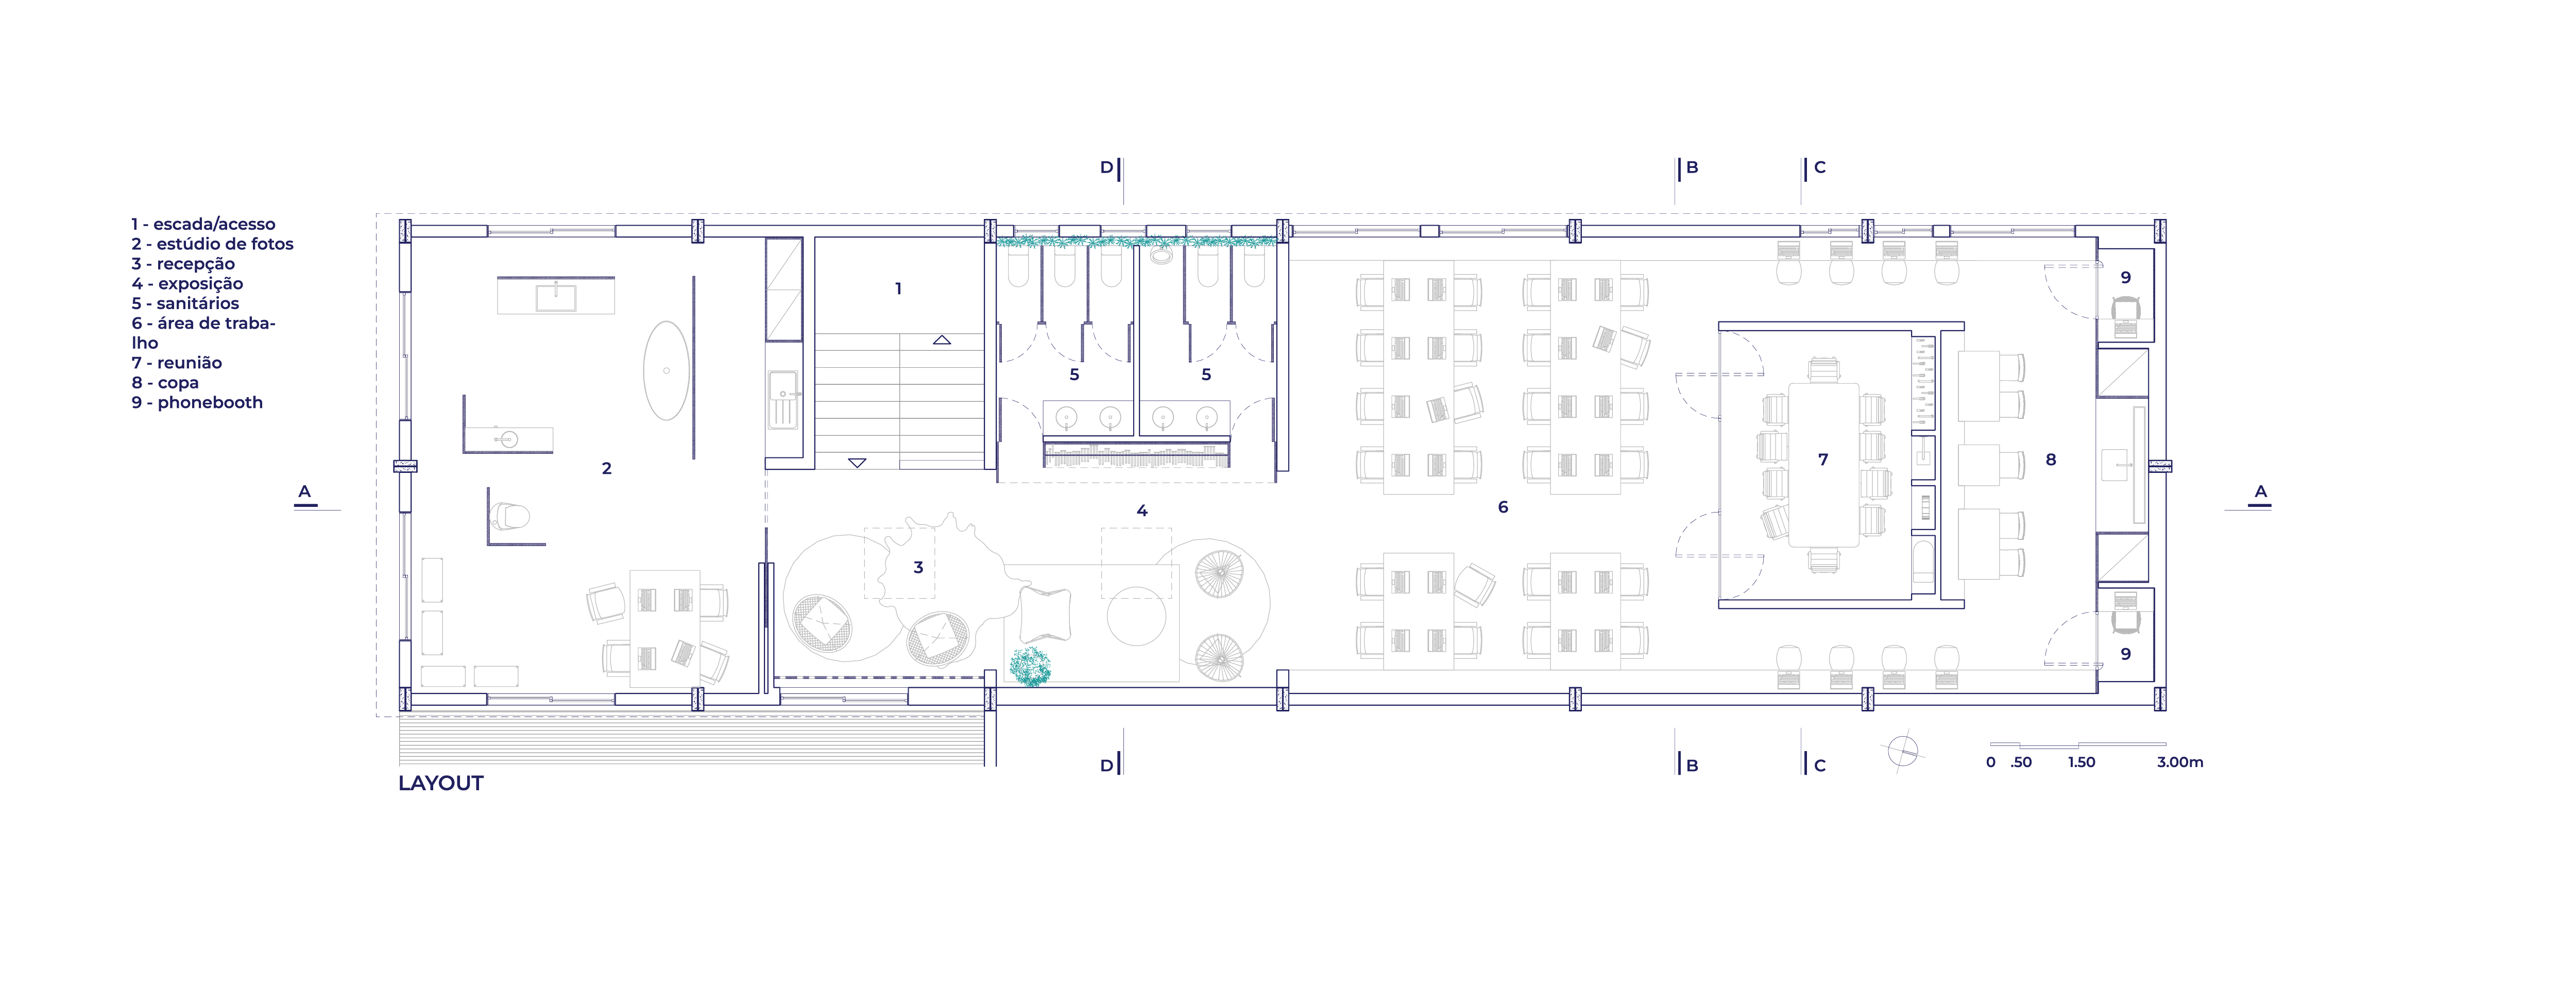 D
B
C
1 - escada/acesso
2 - estúdio de fotos
3 - recepção
4 - exposição
5 - sanitários
6 - área de traba-
lho
7 - reunião
8 - copa
9 - phonebooth
1
9
5
5
2
7
8
A
A
4
6
3
9
D
B
C
0 .50 1.50 3.00m
LAYOUT